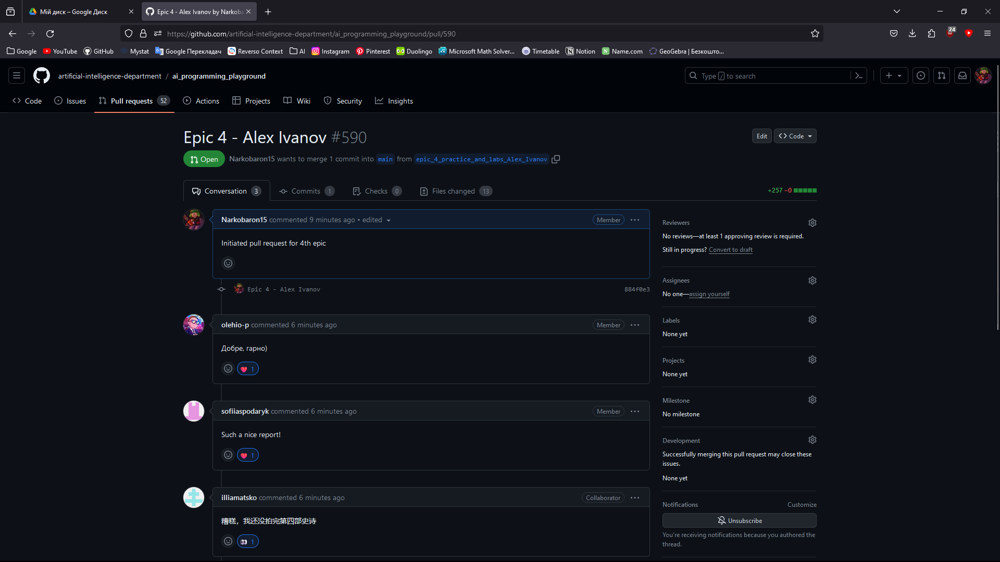 Мій диск – Google Диск
Epic 4 - Alex Ivanov by Narkoba
https://github.com/artificial-intelligence-department/ai_programming_playground/pull/590
24
Google YouTube GitHub Mystat Google Перекладач Reverso Context AI Instagram Pinterest Duolingo Microsoft Math Solver... Timetable Notion Name.com GeoGebra | Безкошто...
artificial-intelligence-department / ai_programming_playground
Type / to search
Code Issues Pull requests 52 Actions Projects Wiki Security Insights
Epic 4 - Alex Ivanov #590
Edit Code
Open Narkobaron15 wants to merge 1 commit into main from epic_4_practice_and_labs_Alex_Ivanov
Conversation 3 Commits 1 Checks 0 Files changed 13
+257 −0
Narkobaron15 commented 9 minutes ago • edited
Member
Initiated pull request for 4th epic
Epic 4 - Alex Ivanov
884f0e3
olehio-p commented 6 minutes ago
Member
Добре, гарно)
1
sofiiaspodaryk commented 6 minutes ago
Member
Such a nice report!
1
illiamatsko commented 6 minutes ago
Collaborator
糟糕，我还没拍完第四部史诗
1
Reviewers
No reviews—at least 1 approving review is required.
Still in progress? Convert to draft
Assignees
No one—assign yourself
Labels
None yet
Projects
None yet
Milestone
No milestone
Development
Successfully merging this pull request may close these
issues.
None yet
Notifications
Customize
Unsubscribe
You're receiving notifications because you authored the
thread.